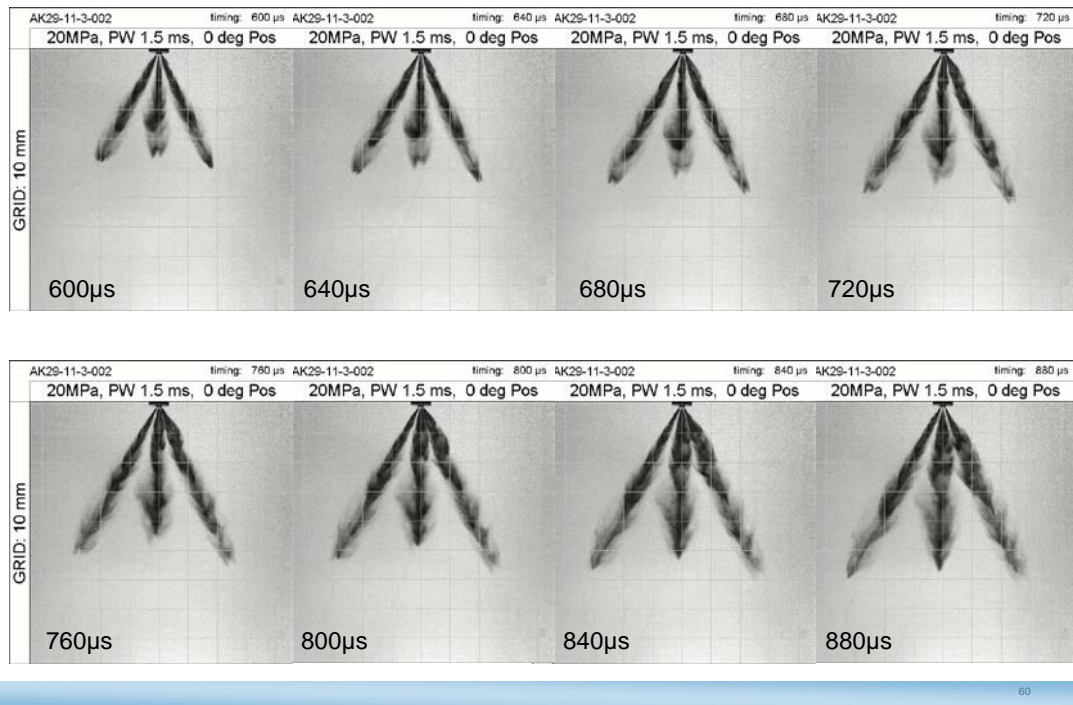 AK29-11-3-002 timing: 600 µs AK29-11-3-002 timing: 640 µs AK29-11-3-002 timing: 680 µs AK29-11-3-002 timing: 720 µs
20MPa, PW 1.5 ms, 0 deg Pos 20MPa, PW 1.5 ms, 0 deg Pos 20MPa, PW 1.5 ms, 0 deg Pos 20MPa, PW 1.5 ms, 0 deg Pos
GRID: 10 mm
600µs 640µs 680µs 720µs
AK29-11-3-002 timing: 760 µs AK29-11-3-002 timing: 800 µs AK29-11-3-002 timing: 840 µs AK29-11-3-002 timing: 880 µs
20MPa, PW 1.5 ms, 0 deg Pos 20MPa, PW 1.5 ms, 0 deg Pos 20MPa, PW 1.5 ms, 0 deg Pos 20MPa, PW 1.5 ms, 0 deg Pos
GRID: 10 mm
760µs 800µs 840µs 880µs
60